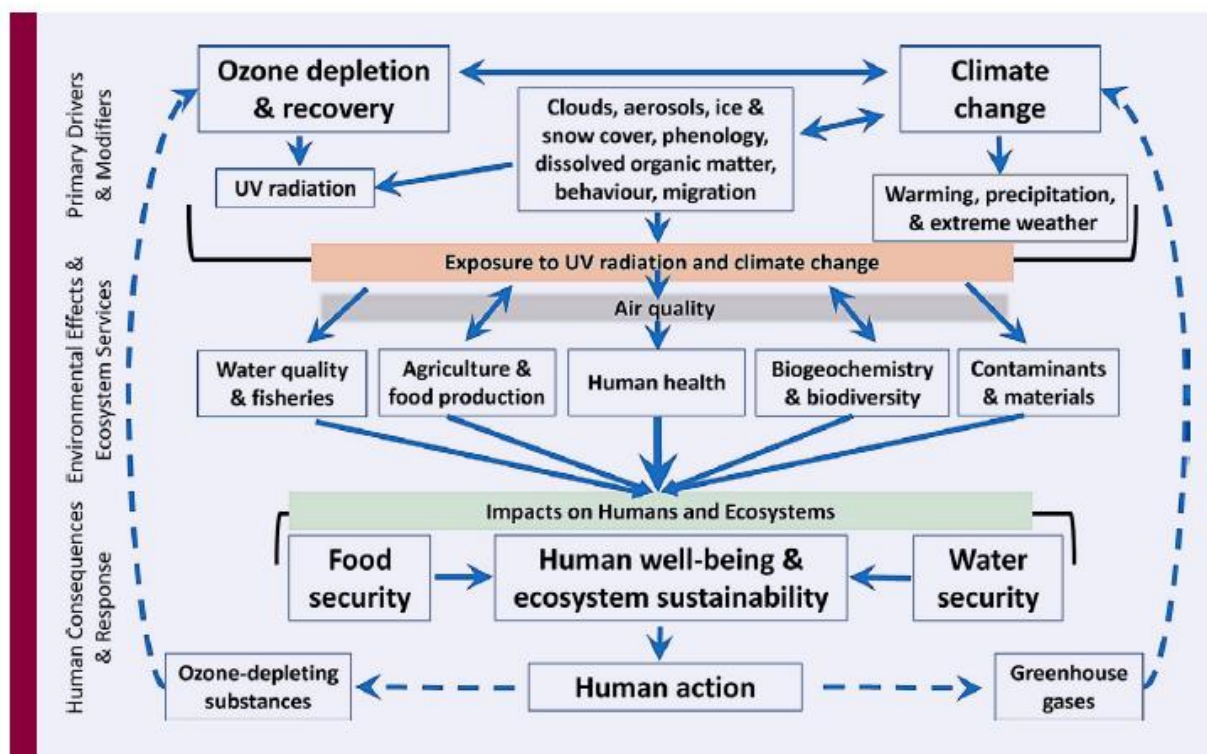 Primary Drivers
& Modifiers
Ozone depletion
& recovery
Climate
change
Clouds, aerosols, ice &
snow cover, phenology,
dissolved organic matter,
behaviour, migration
UV radiation
Warming, precipitation,
& extreme weather
Environmental Effects &
Ecosystem Services
Exposure to UV radiation and climate change
Air quality
Water quality
& fisheries
Agriculture &
food production
Human health
Biogeochemistry
& biodiversity
Contaminants
& materials
Human Consequences
& Response
Impacts on Humans and Ecosystems
Food
security
Human well-being &
ecosystem sustainability
Water
security
Ozone-depleting
substances
Human action
Greenhouse
gases